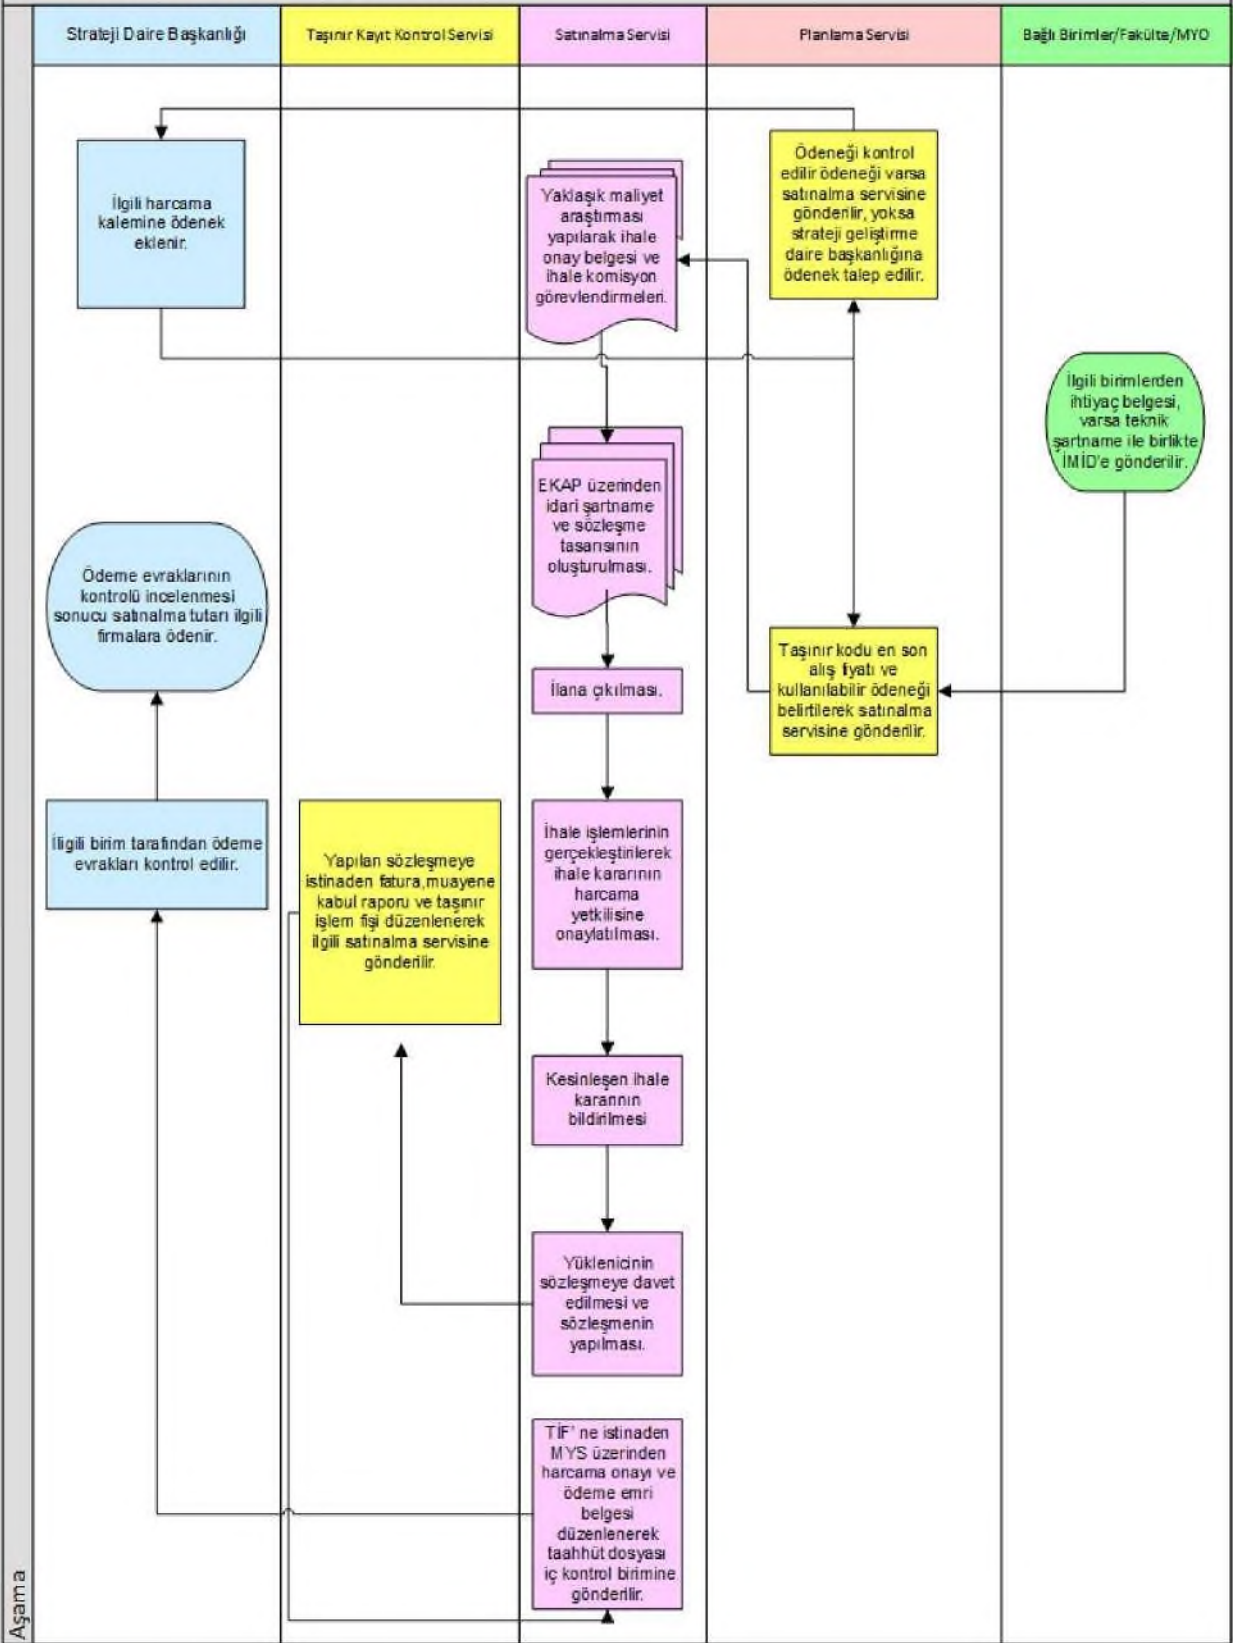 Strateji Daire Başkanlığı
Taşınır Kayıt Kontrol Servisi
Satınalma Servisi
Planlama Servisi
Bağlı Birimler/Fakülte/MYO
İlgili harcama
kalemine ödenek
eklenir.
Yaklaşık maliyet
araştırması
yapılarak ihale
onay belgesi ve
ihale komisyon
görevlendirmeleri.
Ödeneği kontrol
edilir ödeneği varsa
satınalma servisine
gönderilir, yoksa
strateji geliştirme
daire başkanlığına
ödenek talep edilir.
İlgili birimlerden
ihtiyaç belgesi,
varsa teknik
şartname ile birlikte
İMİD'e gönderilir.
EKAP üzerinden
idari şartname
ve sözleşme
tasarısının
oluşturulması.
Ödeme evraklarının
kontrolü incelenmesi
sonucu satınalma tutarı ilgili
firmalara ödenir.
İlana çıkılması.
Taşınır kodu en son
alış fiyatı ve
kullanılabilir ödeneği
belirtilerek satınalma
servisine gönderilir.
İligili birim tarafından ödeme
evrakları kontrol edilir.
Yapılan sözleşmeye
istinaden fatura,muayene
kabul raporu ve taşınır
işlem fişi düzenlenerek
ilgili satınalma servisine
gönderilir.
İhale işlemlerinin
gerçekleştirilerek
ihale kararının
harcama
yetkilisine
onaylatılması.
Kesinleşen ihale
kararının
bildirilmesi
Yüklenicinin
sözleşmeye davet
edilmesi ve
sözleşmenin
yapılması.
TİF' ne istinaden
MYS üzerinden
harcama onayı ve
ödeme emri
belgesi
düzenlenerek
taahhüt dosyası
iç kontrol birimine
gönderilir.
Aşama